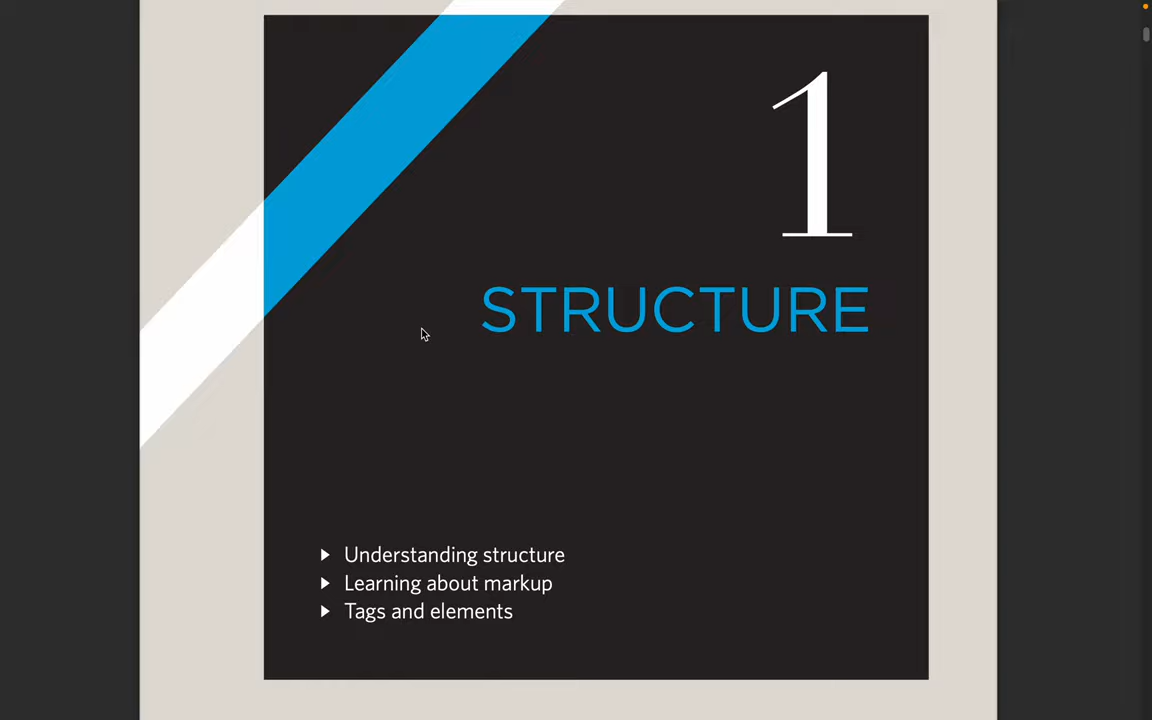 1
STRUCTURE
Understanding structure
Learning about markup
Tags and elements